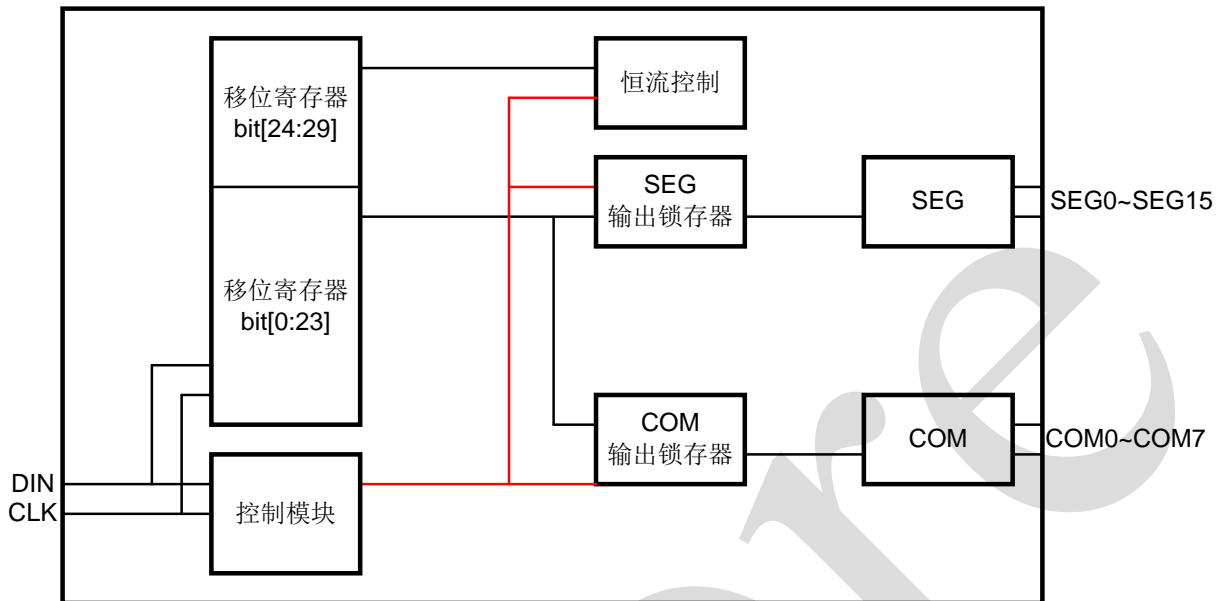 移位寄存器
bit[24:29]
恒流控制
SEG
输出锁存器
SEG
SEG0~SEG15
移位寄存器
bit[0:23]
COM
输出锁存器
COM
COM0~COM7
DIN
CLK
控制模块
re